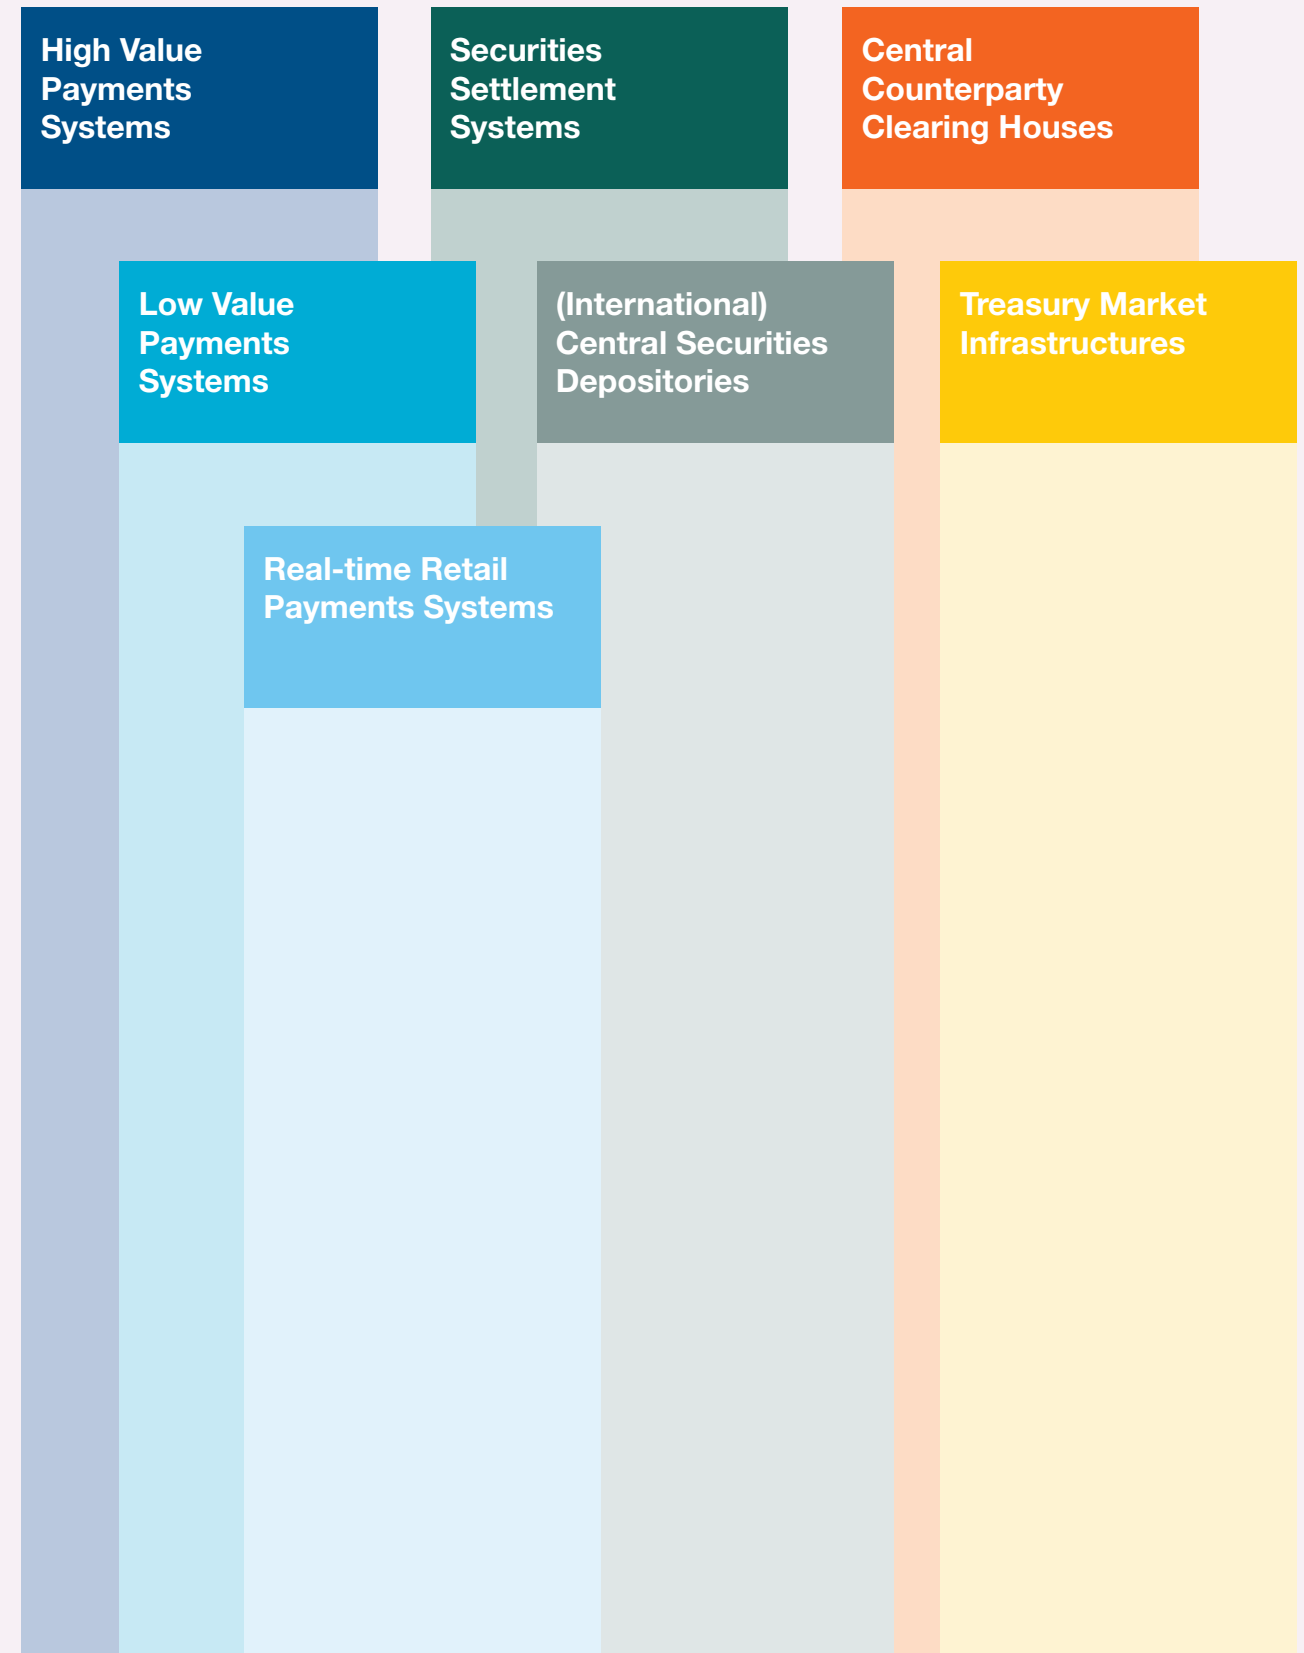 High Value
Payments
Systems
Securities
Settlement
Systems
Central
Counterparty
Clearing Houses
Low Value
Payments
Systems
(International)
Central Securities
Depositories
Treasury Market
Infrastructures
Real-time Retail
Payments Systems